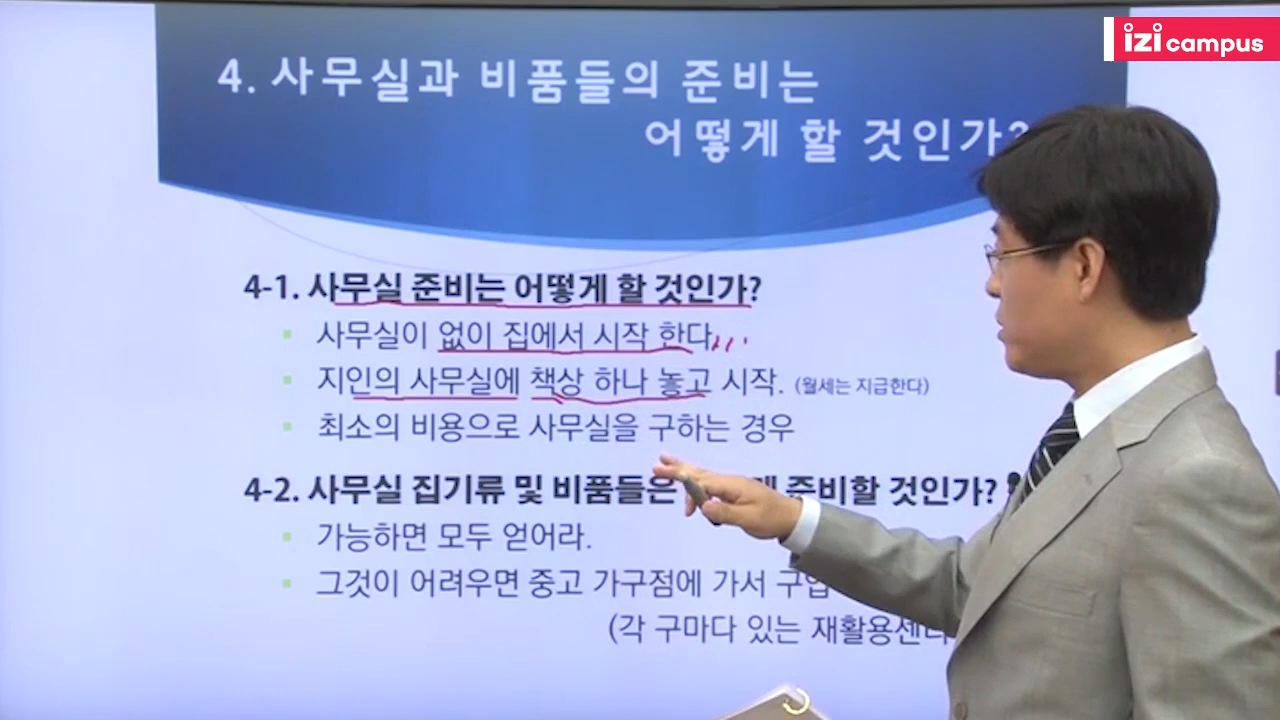 izi campus
4. 사무실과 비품들의 준비는
어떻게 할 것인가?
4-1. 사무실 준비는 어떻게 할 것인가?
사무실이 없이 집에서 시작 한다
지인의 사무실에 책상 하나 놓고 시작. (월세는 지급한다)
최소의 비용으로 사무실을 구하는 경우
4-2. 사무실 집기류 및 비품들은 준비할 것인가?
가능하면 모두 얻어라.
그것이 어려우면 중고 가구점에 가서
(각 구마다 있는 재활용센터